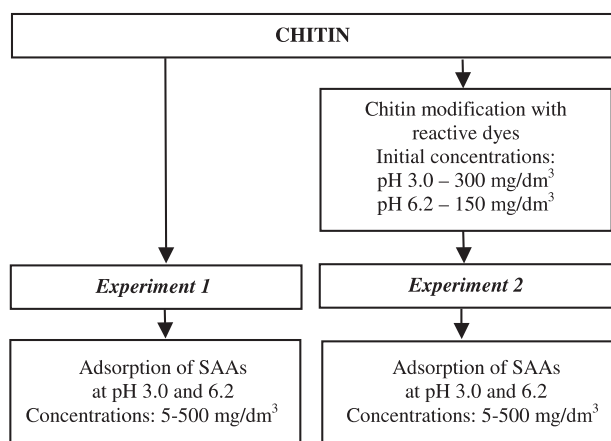 CHITIN
Chitin modification with
reactive dyes
Initial concentrations:
pH 3.0 – 300 mg/dm³
pH 6.2 – 150 mg/dm³
Experiment 1
Experiment 2
Adsorption of SAAs
at pH 3.0 and 6.2
Concentrations: 5-500 mg/dm³
Adsorption of SAAs
at pH 3.0 and 6.2
Concentrations: 5-500 mg/dm³